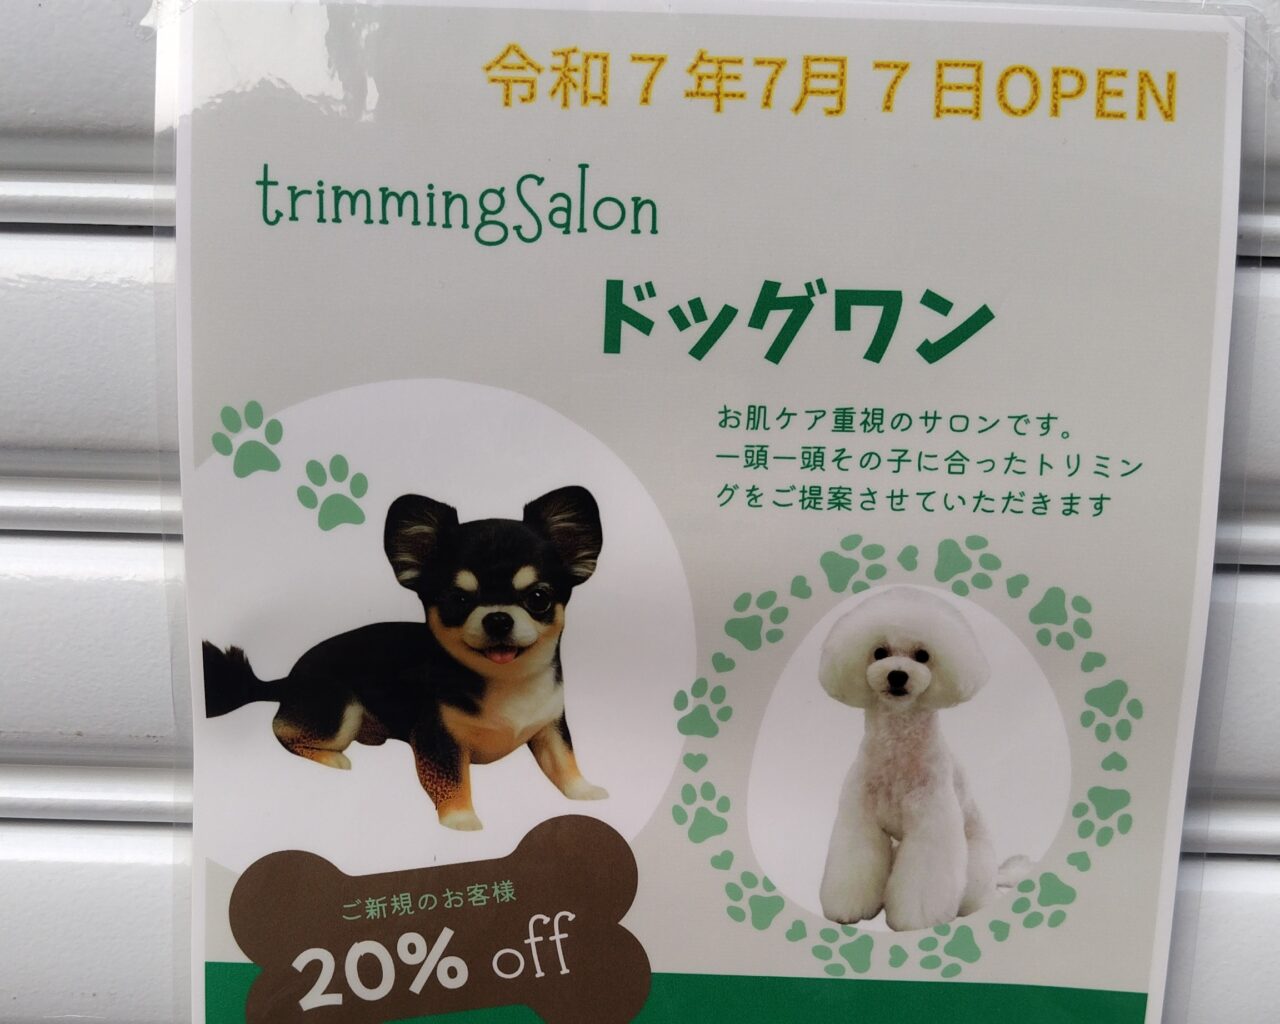 令和７年7月７日OPEN
trimmingSalon
ドッグワン
お肌ケア重視のサロンです。
一頭一頭その子に合ったトリミン
グをご提案させていただきます
ご新規のお客様
20% off